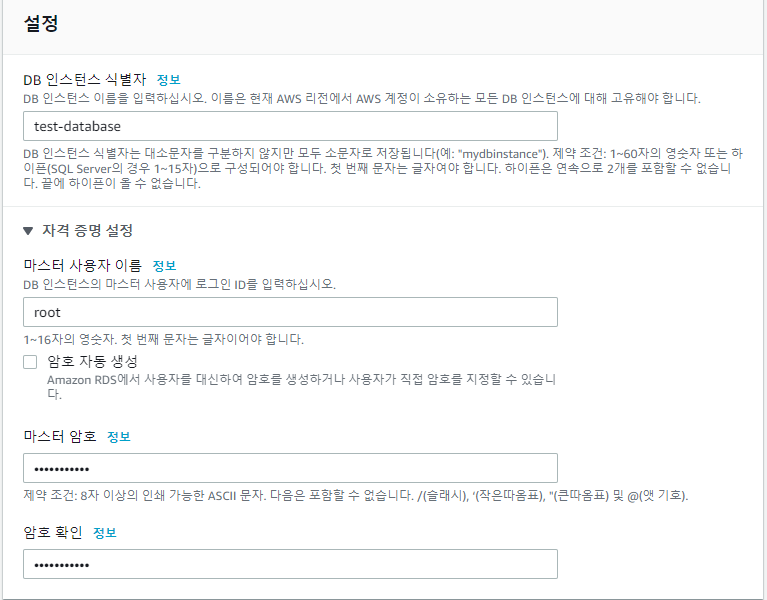 설정
DB 인스턴스 식별자 정보
DB 인스턴스 이름을 입력하십시오. 이름은 현재 AWS 리전에서 AWS 계정이 소유하는 모든 DB 인스턴스에 대해 고유해야 합니다.
test-database
DB 인스턴스 식별자는 대소문자를 구분하지 않지만 모두 소문자로 저장됩니다(예: "mydbinstance"). 제약 조건: 1~60자의 영숫자 또는 하
이픈(SQL Server의 경우 1~15자)으로 구성되어야 합니다. 첫 번째 문자는 글자여야 합니다. 하이픈은 연속으로 2개를 포함할 수 없습니
다. 끝에 하이픈이 올 수 없습니다.
▼ 자격 증명 설정
마스터 사용자 이름 정보
DB 인스턴스의 마스터 사용자에 로그인 ID를 입력하십시오.
root
1~16자의 영숫자. 첫 번째 문자는 글자이어야 합니다.
암호 자동 생성
Amazon RDS에서 사용자를 대신하여 암호를 생성하거나 사용자가 직접 암호를 지정할 수 있습니
다.
마스터 암호 정보
•••••••••••
제약 조건: 8자 이상의 인쇄 가능한 ASCII 문자. 다음은 포함할 수 없습니다. /(슬래시), '(작은따옴표), "(큰따옴표) 및 @(앳 기호).
암호 확인 정보
•••••••••••